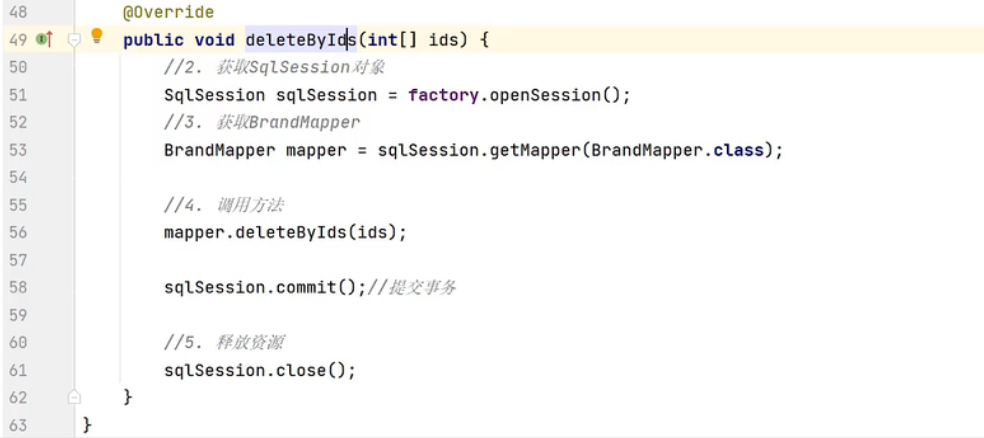 48 @Override
49 public void deleteByIds(int[] ids) {
50 //2. 获取SqlSession对象
51 SqlSession sqlSession = factory.openSession();
52 //3. 获取BrandMapper
53 BrandMapper mapper = sqlSession.getMapper(BrandMapper.class);
54
55 //4. 调用方法
56 mapper.deleteByIds(ids);
57
58 sqlSession.commit();//提交事务
59
60 //5. 释放资源
61 sqlSession.close();
62 }
63 }